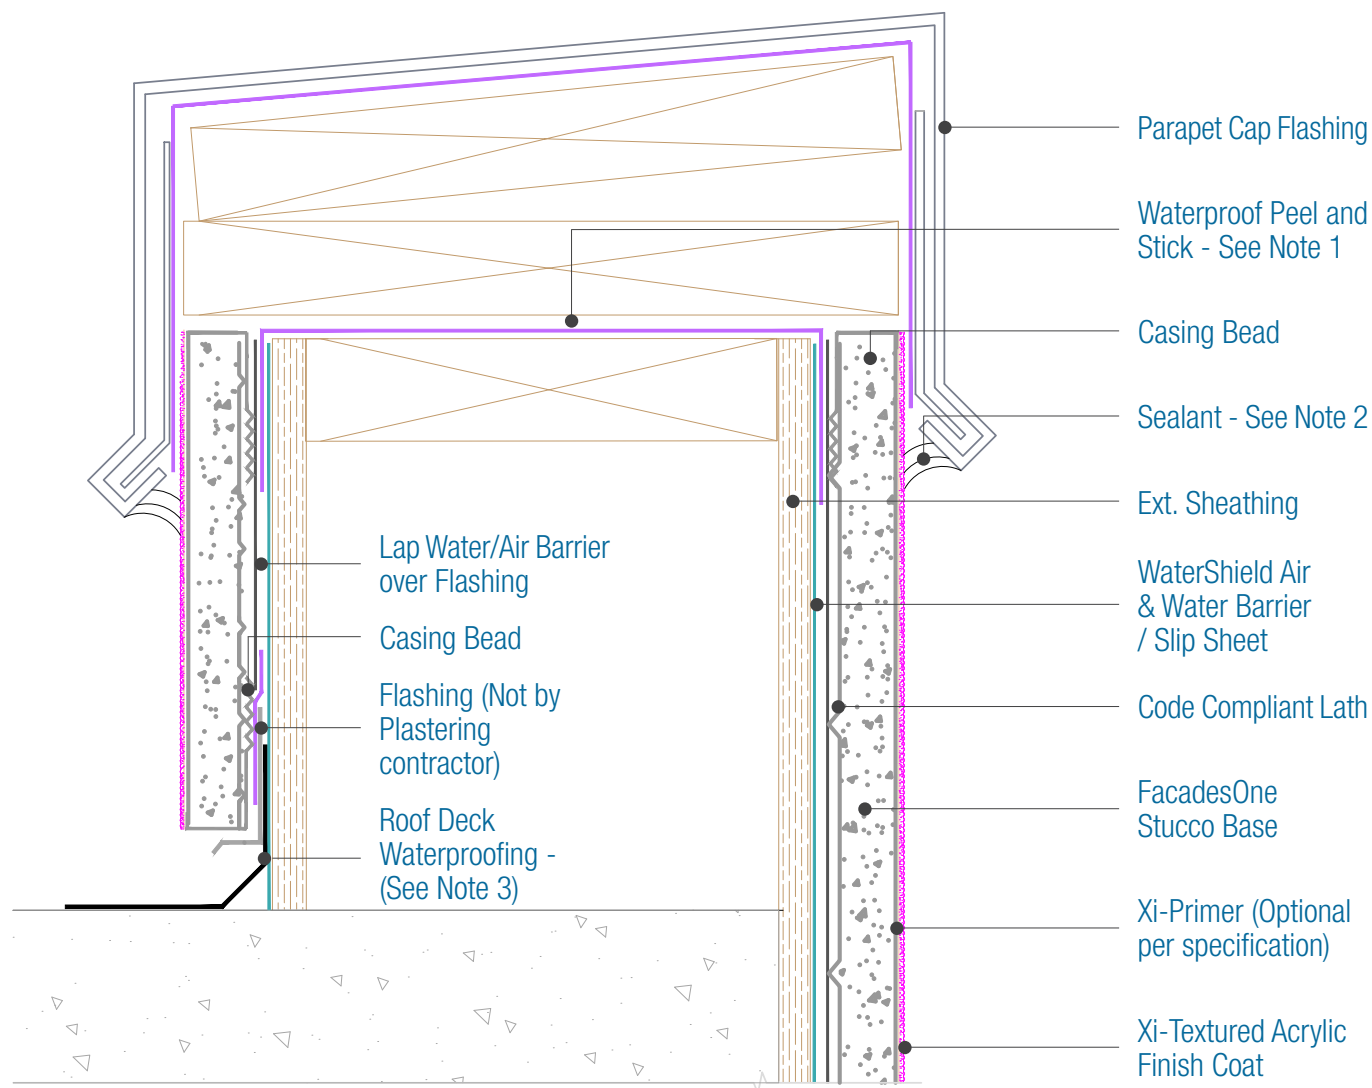 Parapet Cap Flashing
Waterproof Peel and
Stick - See Note 1
Casing Bead
Sealant - See Note 2
Ext. Sheathing
WaterShield Air
& Water Barrier
/ Slip Sheet
Code Compliant Lath
FacadesOne
Stucco Base
Xi-Primer (Optional
per specification)
Xi-Textured Acrylic
Finish Coat
Lap Water/Air Barrier
over Flashing
Casing Bead
Flashing (Not by
Plastering
contractor)
Roof Deck
Waterproofing -
(See Note 3)